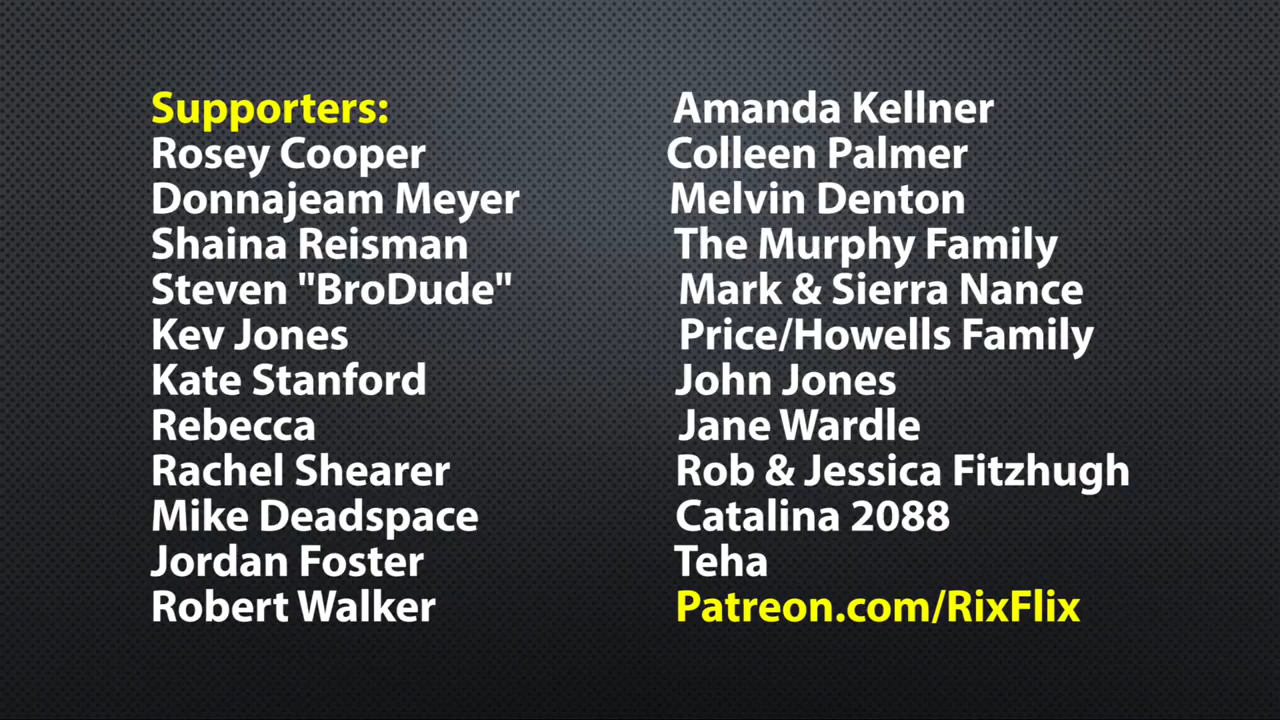 Supporters:
Rosey Cooper
Donnajeam Meyer
Shaina Reisman
Steven "BroDude"
Kev Jones
Kate Stanford
Rebecca
Rachel Shearer
Mike Deadspace
Jordan Foster
Robert Walker
Amanda Kellner
Colleen Palmer
Melvin Denton
The Murphy Family
Mark & Sierra Nance
Price/Howells Family
John Jones
Jane Wardle
Rob & Jessica Fitzhugh
Catalina 2088
Teha
Patreon.com/RixFlix